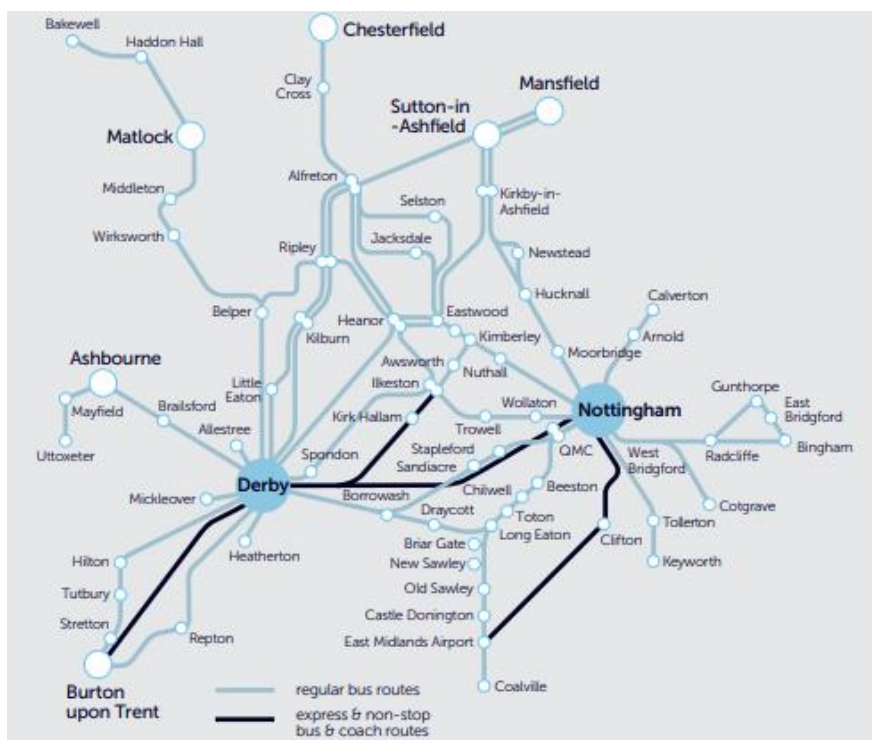 Bakewell
Haddon Hall
Chesterfield
Clay
Cross
Mansfield
Sutton-in
-Ashfield
Matlock
Alfreton
Middleton
Selston
Kirkby-in-
Ashfield
Wirksworth
Ripley
Jacksdale
Newstead
Hucknall
Calverton
Belper
Heanor
Eastwood
Kilburn
Kimberley
Arnold
Moorbridge
Ashbourne
Awsworth
Nuthall
Little
Eaton
Ilkeston
Gunthorpe
East
Bridgford
Mayfield
Brailsford
Kirk Hallam
Wollaton
Nottingham
Allestree
Trowell
Uttoxeter
Spondon
Stapleford
Sandiacre
QMC
West
Bridgford
Radcliffe
Bingham
Derby
Mickleover
Borrowash
Chilwell
Beeston
Draycott
Toton
Cotgrave
Long Eaton
Tollerton
Heatherton
Briar Gate
Clifton
Hilton
New Sawley
Keyworth
Tutbury
Old Sawley
Stretton
Castle Donington
Repton
East Midlands Airport
Burton
upon Trent
Coalville
regular bus routes
express & non-stop
bus & coach routes